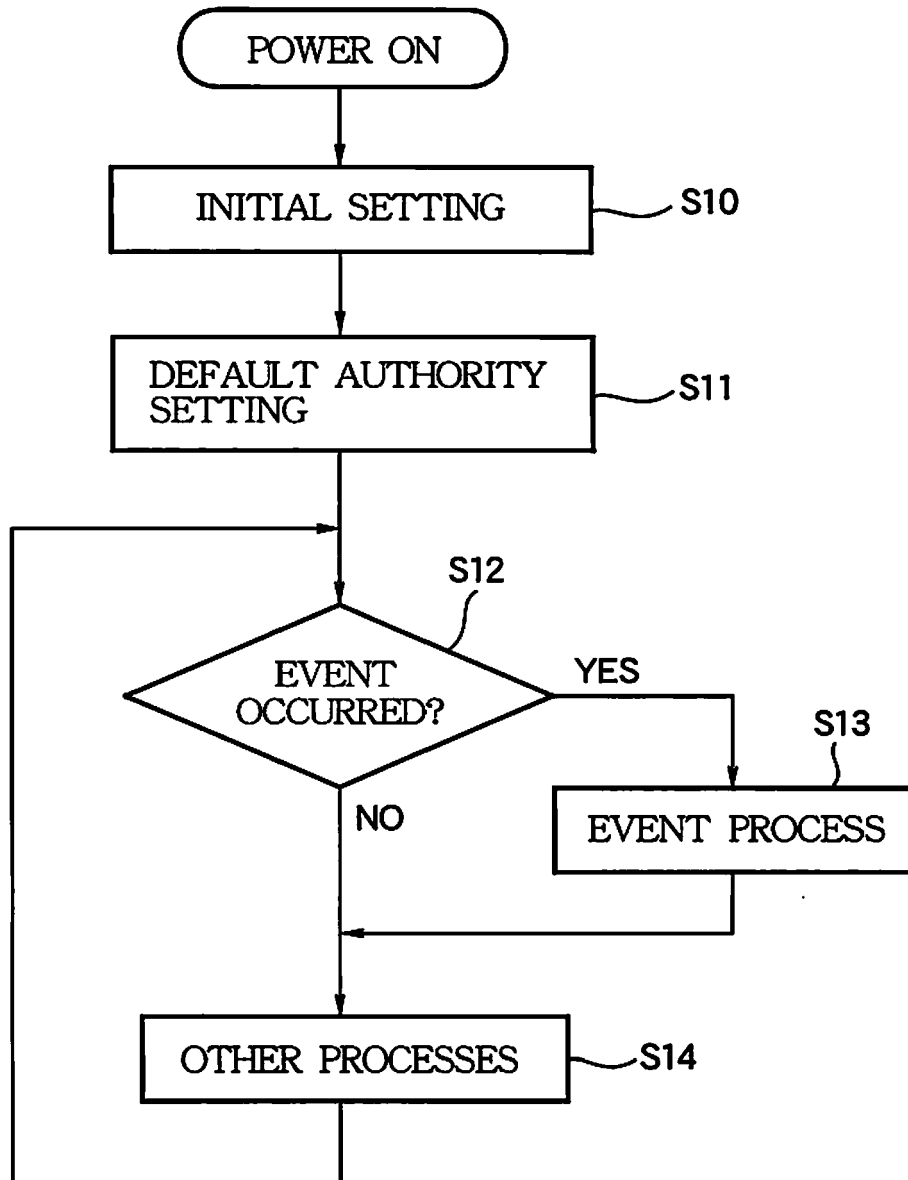 POWER ON
INITIAL SETTING
S10
DEFAULT AUTHORITY
SETTING
S11
S12
EVENT
OCCURRED?
YES
S13
NO
EVENT PROCESS
OTHER PROCESSES
S14